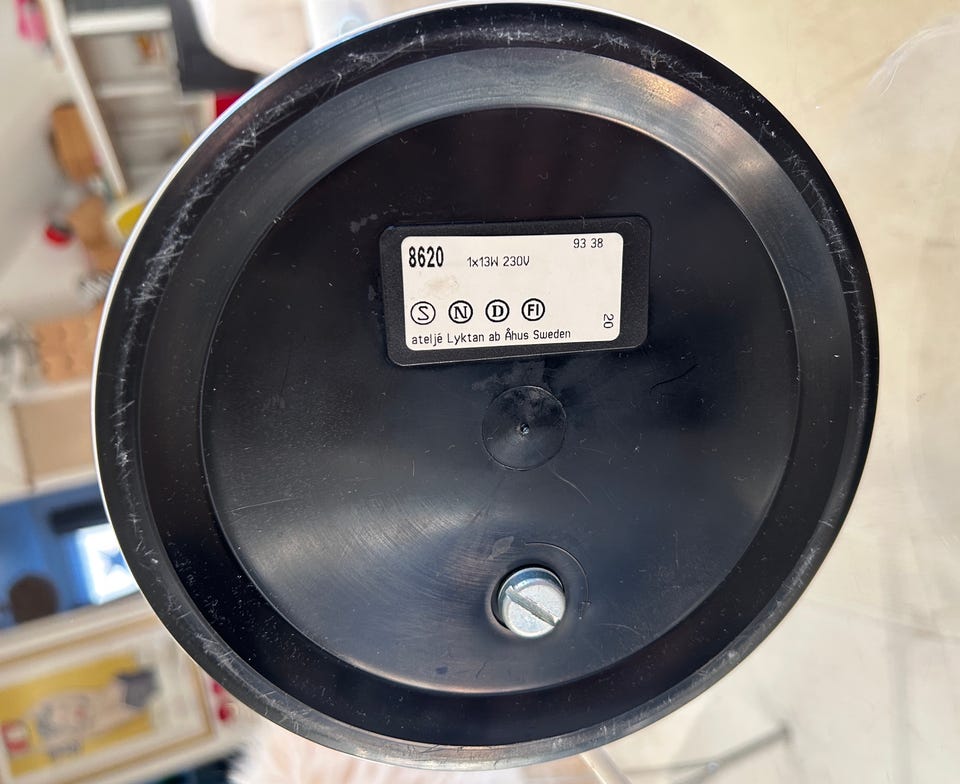 8620 1x13W 230V 93 38
S N D FI
20
ateljé Lyktan ab Åhus Sweden